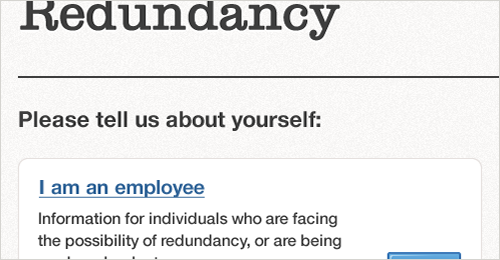 Redundancy
Please tell us about yourself:
I am an employee
Information for individuals who are facing
the possibility of redundancy, or are being